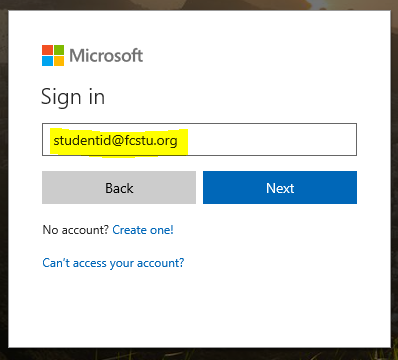 Microsoft
Sign in
studentid@fcstu.org
Back Next
No account? Create one!
Can't access your account?